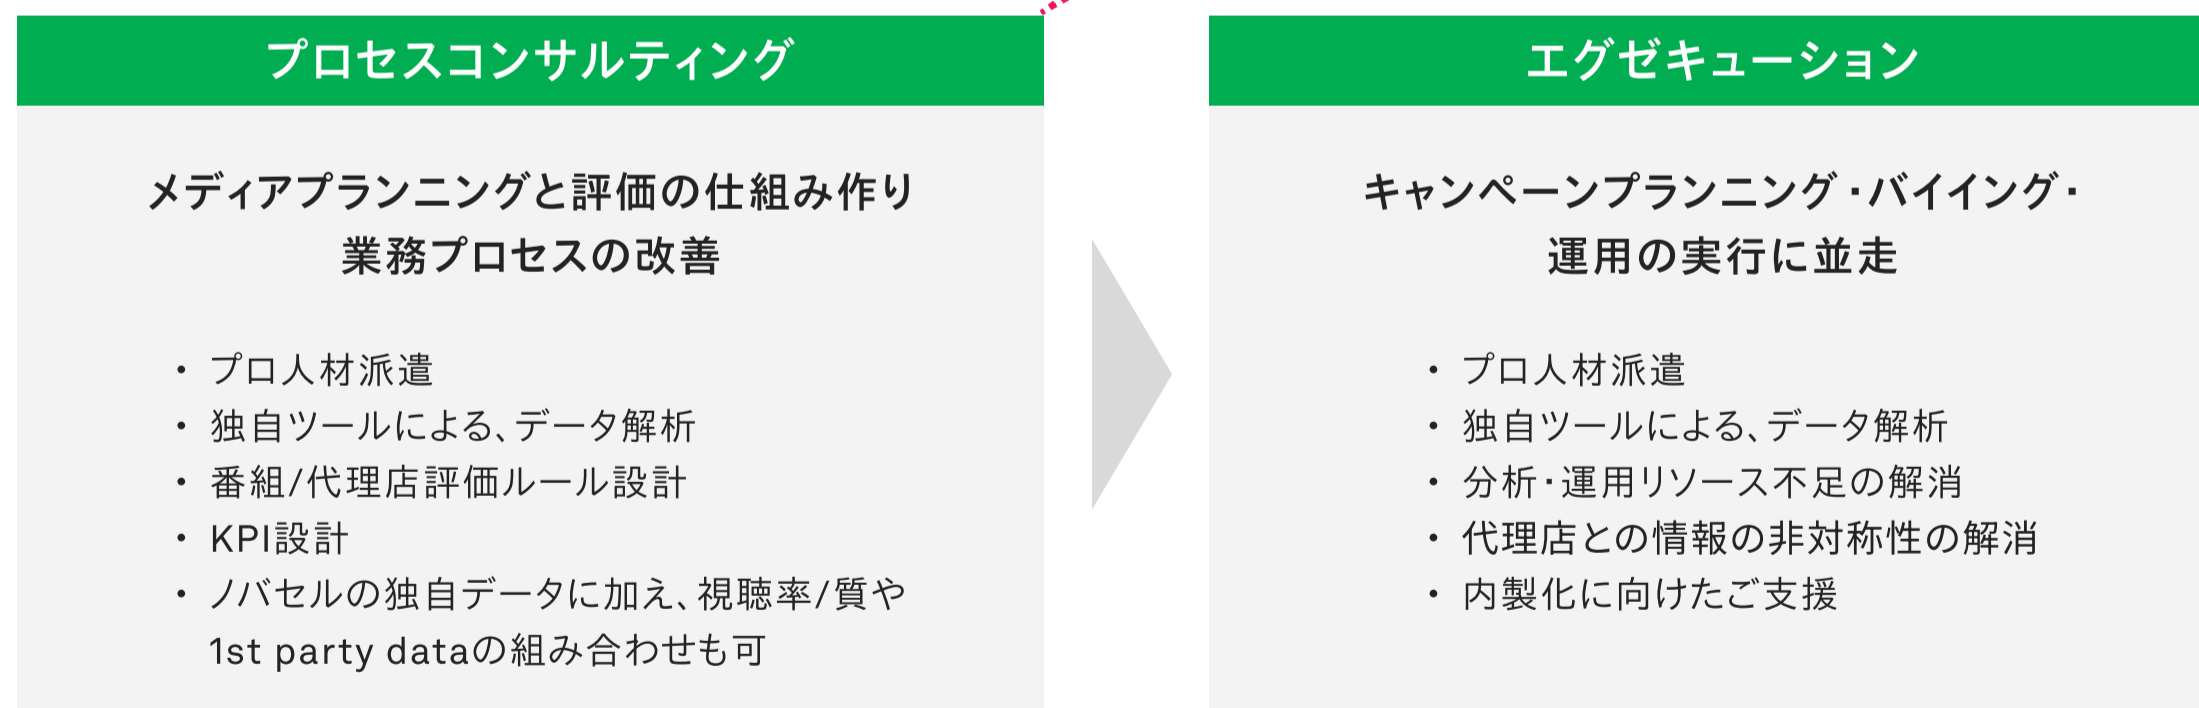 プロセスコンサルティング
メディアプランニングと評価の仕組み作り
業務プロセスの改善
・ プロ人材派遣
・ 独自ツールによる、データ解析
・ 番組/代理店評価ルール設計
・ KPI設計
・ ノバセルの独自データに加え、視聴率/質や
1st party dataの組み合わせも可
エグゼキューション
キャンペーンプランニング・バイイング・
運用の実行に並走
・ プロ人材派遣
・ 独自ツールによる、データ解析
・ 分析・運用リソース不足の解消
・ 代理店との情報の非対称性の解消
・ 内製化に向けたご支援